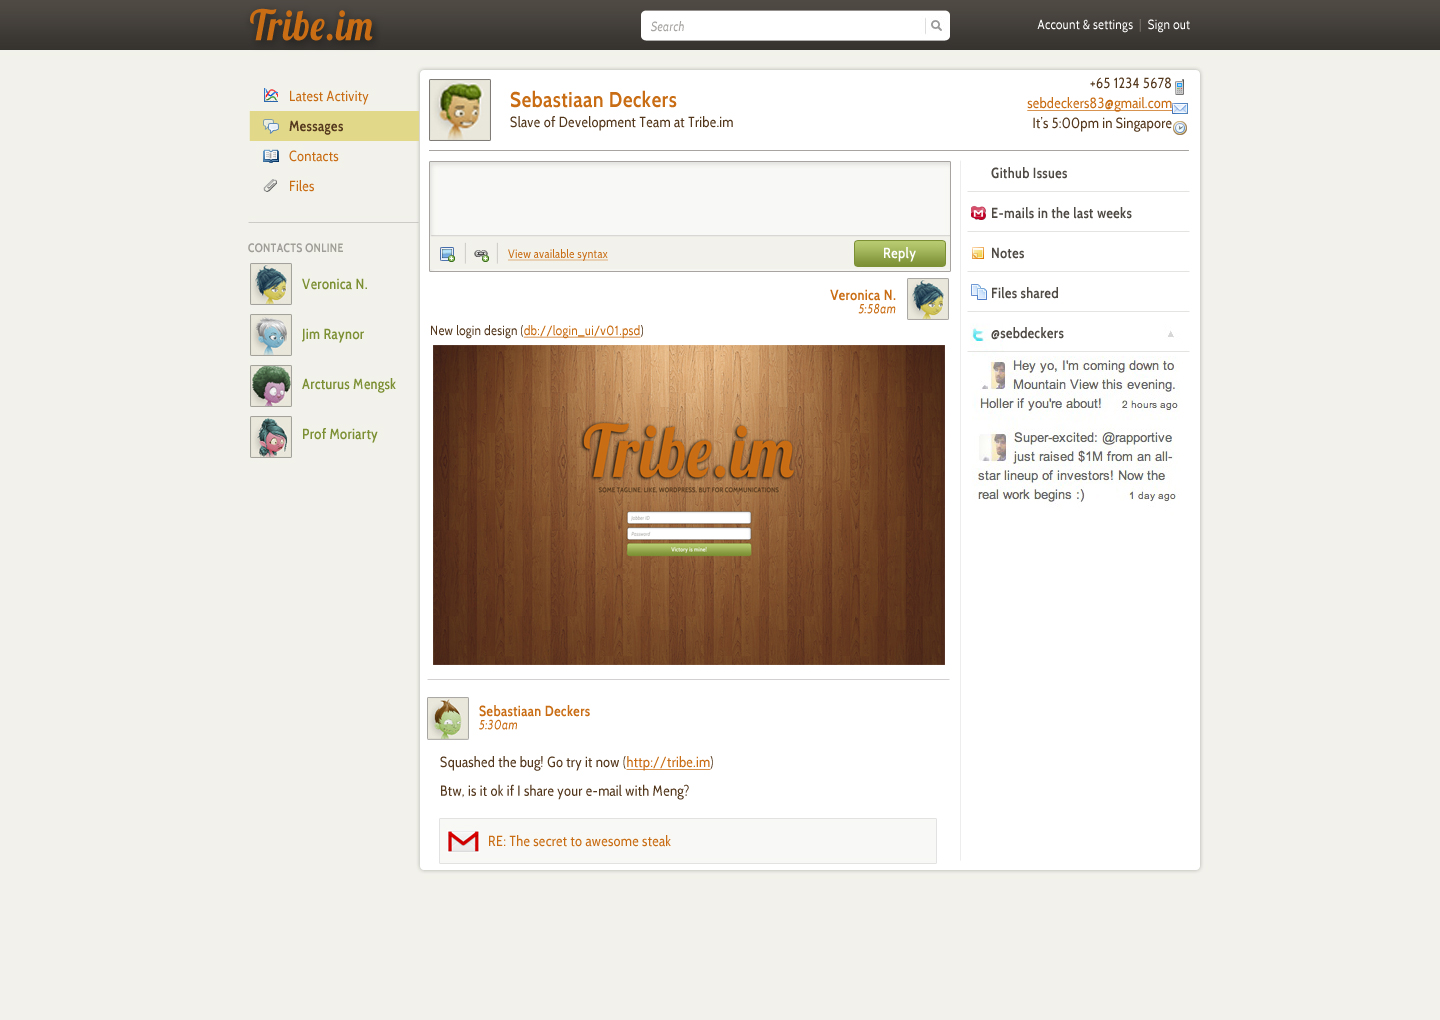 Tribe.im
Search
Account & settings | Sign out
Latest Activity
Messages
Contacts
Files
CONTACTS ONLINE
Veronica N.
Jim Raynor
Arcturus Mengsk
Prof Moriarty
Sebastiaan Deckers
Slave of Development Team at Tribe.im
+65 1234 5678
sebdeckers83@gmail.com
It's 5:00pm in Singapore
View available syntax
Reply
Veronica N.
5:58am
New login design (db://login_ui/v01.psd)
Tribe.im
SOME TAGLINE: LIKE, WORDPRESS, BUT FOR COMMUNICATIONS
Jabber ID
Password
Victory is mine!
Sebastiaan Deckers
5:30am
Squashed the bug! Go try it now (http://tribe.im)
Btw, is it ok if I share your e-mail with Meng?
RE: The secret to awesome steak
Github Issues
E-mails in the last weeks
Notes
Files shared
@sebdeckers
Hey yo, I'm coming down to
Mountain View this evening.
Holler if you're about! 2 hours ago
Super-excited: @rapportive
just raised $1M from an all-
star lineup of investors! Now the
real work begins :) 1 day ago